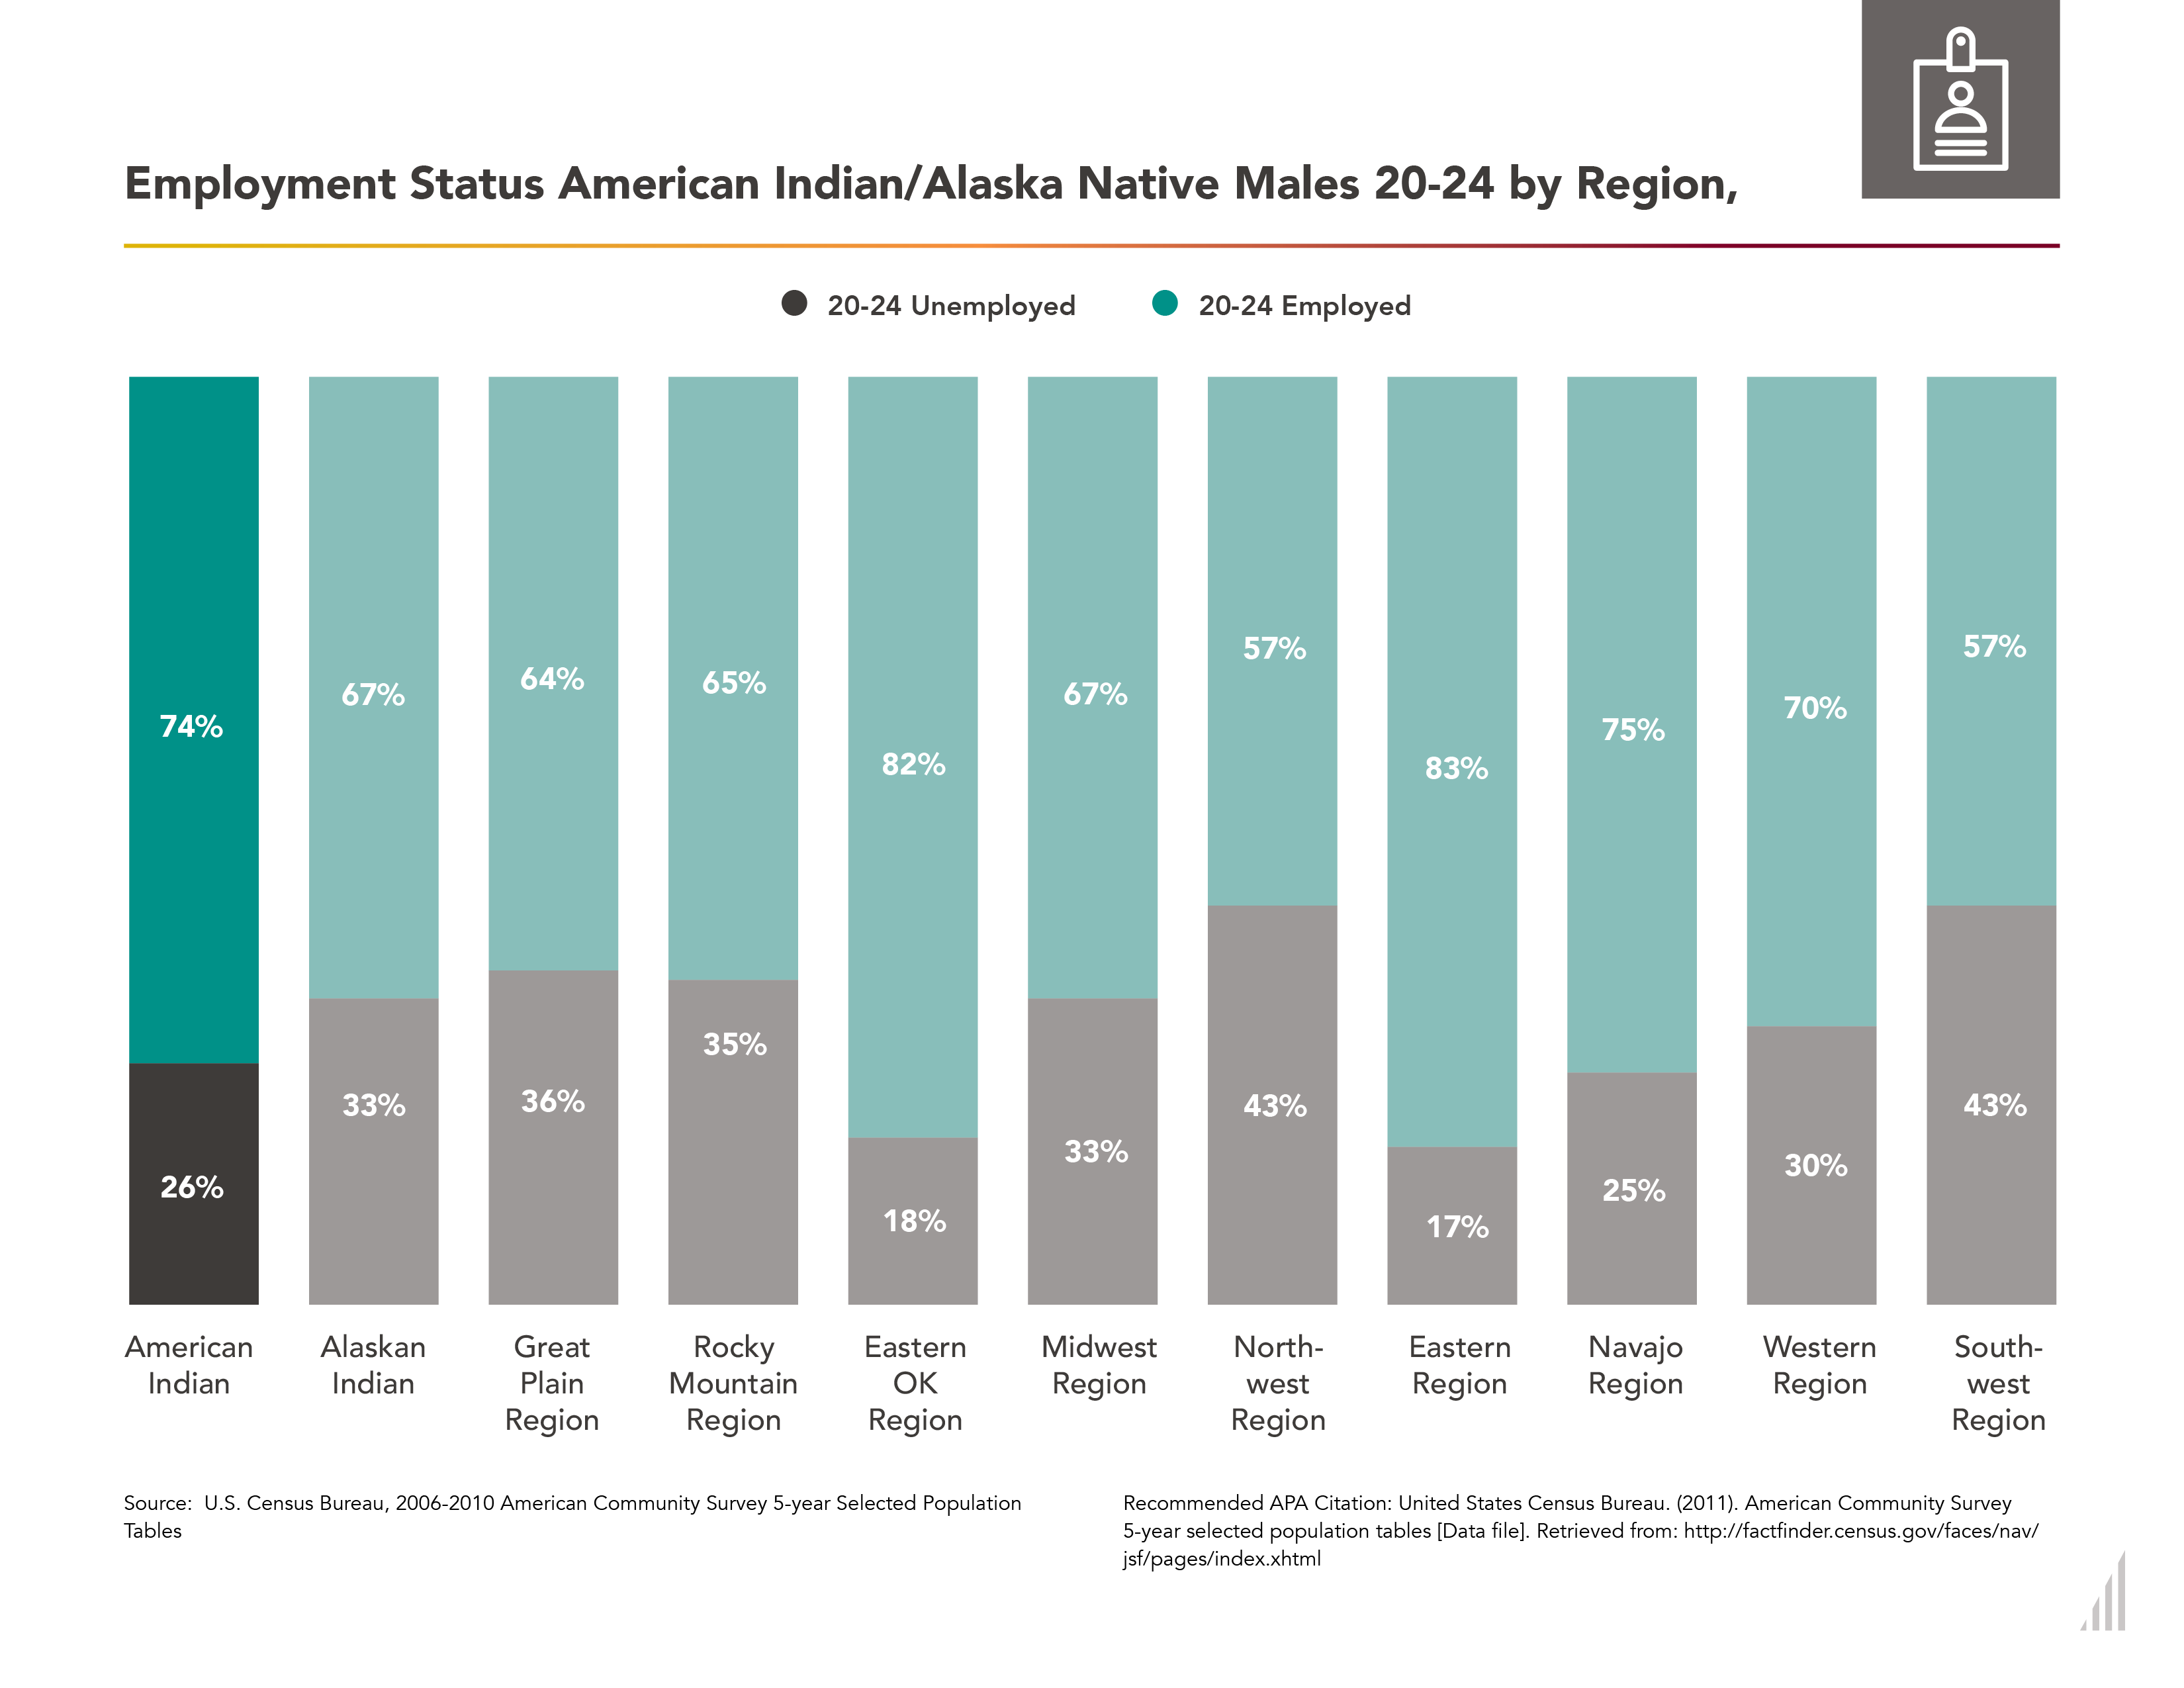 Employment Status American Indian/Alaska Native Males 20-24 by Region,
20-24 Unemployed
20-24 Employed
74%
67%
64%
65%
82%
67%
57%
83%
75%
70%
57%
26%
33%
36%
35%
18%
33%
43%
17%
25%
30%
43%
American
Indian
Alaskan
Indian
Great
Plain
Region
Rocky
Mountain
Region
Eastern
OK
Region
Midwest
Region
North-
west
Region
Eastern
Region
Navajo
Region
Western
Region
South-
west
Region
Source:  U.S. Census Bureau, 2006-2010 American Community Survey 5-year Selected Population
Tables
Recommended APA Citation: United States Census Bureau. (2011). American Community Survey
5-year selected population tables [Data file]. Retrieved from: http://factfinder.census.gov/faces/nav/
jsf/pages/index.xhtml